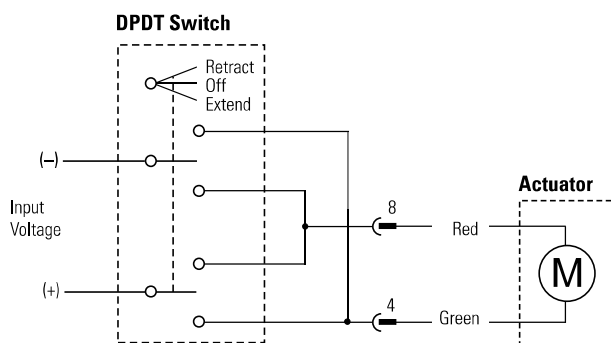 DPDT Switch
Retract
Off
Extend
(–)
Input
Voltage
(+)
8
Red
4
Green
Actuator
M